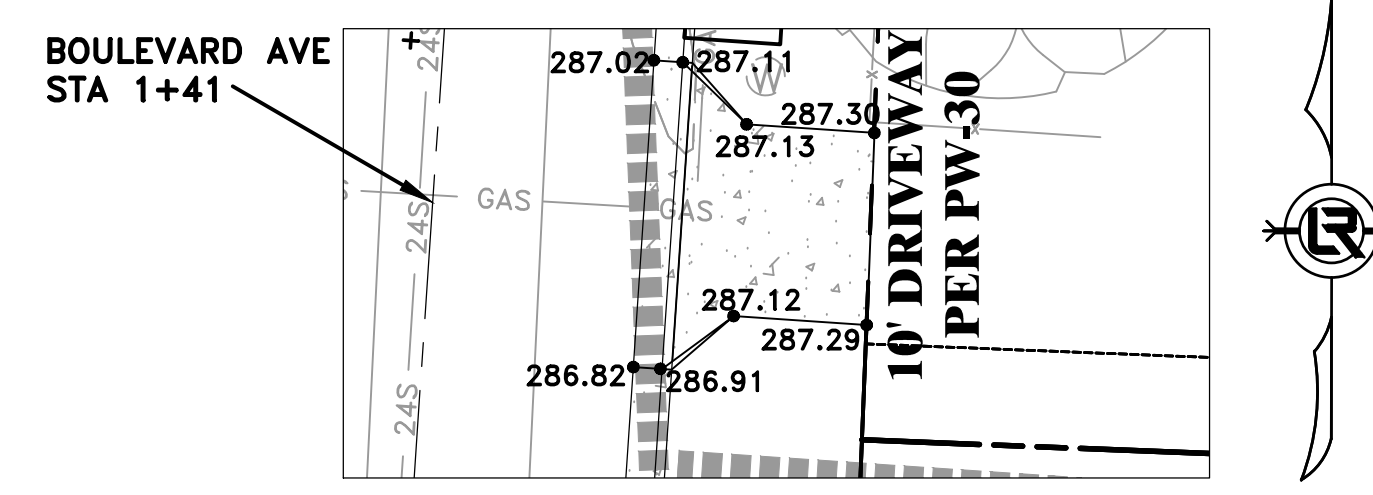 BOULEVARD AVE
STA 1+41
24S
287.02
287.11
W
287.30
287.13
GAS
GAS
24S
287.12
287.29
286.82
286.91
24S
10' DRIVEWAY
PER PW-30